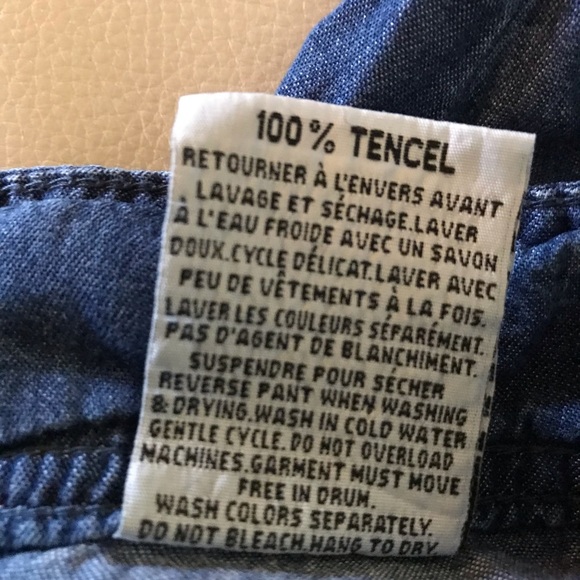 100% TENCEL
RETOURNER À L'ENVERS AVANT
LAVAGE ET SÉCHAGE.LAVER
À L'EAU FROIDE AVEC UN SAVON
DOUX.CYCLE DÉLICAT.LAVER AVEC
PEU DE VÊTEMENTS À LA FOIS.
LAVER LES COULEURS SÉPARÉMENT.
PAS D'AGENT DE BLANCHIMENT.
SUSPENDRE POUR SÉCHER
REVERSE PANT WHEN WASHING
& DRYING.WASH IN COLD WATER
GENTLE CYCLE.DO NOT OVERLOAD
MACHINES.GARMENT MUST MOVE
FREE IN DRUM.
WASH COLORS SEPARATELY.
DO NOT BLEACH.HANG TO DRY